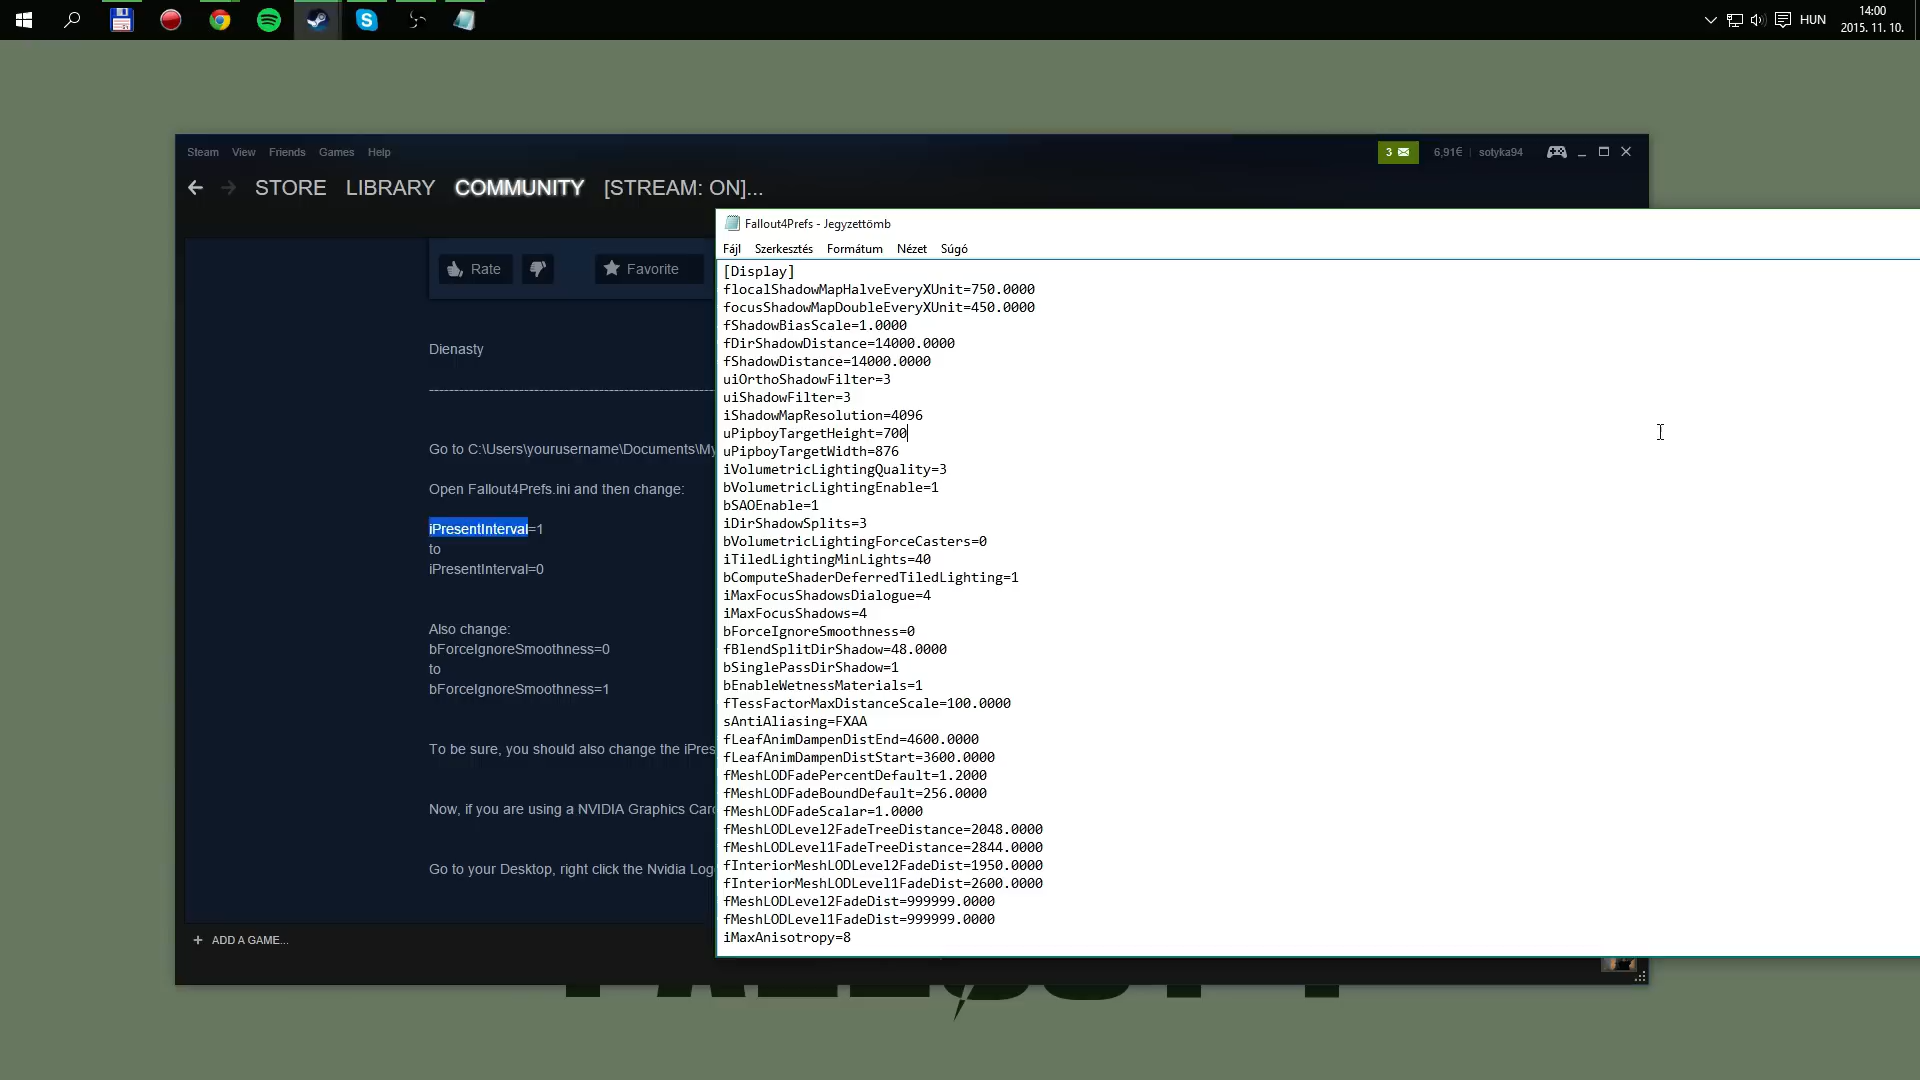 HUN
14:00
2015. 11. 10.
Steam View Friends Games Help
3
6,91€ | sotyka94
STORE LIBRARY COMMUNITY [STREAM: ON]...
Rate
Favorite
Dienasty
Go to C:\Users\yourusername\Documents\My
Open Fallout4Prefs.ini and then change:
iPresentInterval=1
to
iPresentInterval=0
Also change:
bForceIgnoreSmoothness=0
to
bForceIgnoreSmoothness=1
To be sure, you should also change the iPres
Now, if you are using a NVIDIA Graphics Card
Go to your Desktop, right click the Nvidia Log
+ ADD A GAME...
Fallout4Prefs - Jegyzettömb
Fájl Szerkesztés Formátum Nézet Súgó
[Display]
flocalShadowMapHalveEveryXUnit=750.0000
focusShadowMapDoubleEveryXUnit=450.0000
fShadowBiasScale=1.0000
fDirShadowDistance=14000.0000
fShadowDistance=14000.0000
uiOrthoShadowFilter=3
uiShadowFilter=3
iShadowMapResolution=4096
uPipboyTargetHeight=700
uPipboyTargetWidth=876
iVolumetricLightingQuality=3
bVolumetricLightingEnable=1
bSAOEnable=1
iDirShadowSplits=3
bVolumetricLightingForceCasters=0
iTiledLightingMinLights=40
bComputeShaderDeferredTiledLighting=1
iMaxFocusShadowsDialogue=4
iMaxFocusShadows=4
bForceIgnoreSmoothness=0
fBlendSplitDirShadow=48.0000
bSinglePassDirShadow=1
bEnableWetnessMaterials=1
fTessFactorMaxDistanceScale=100.0000
sAntiAliasing=FXAA
fLeafAnimDampenDistEnd=4600.0000
fLeafAnimDampenDistStart=3600.0000
fMeshLODFadePercentDefault=1.2000
fMeshLODFadeBoundDefault=256.0000
fMeshLODFadeScalar=1.0000
fMeshLODLevel2FadeTreeDistance=2048.0000
fMeshLODLevel1FadeTreeDistance=2844.0000
fInteriorMeshLODLevel2FadeDist=1950.0000
fInteriorMeshLODLevel1FadeDist=2600.0000
fMeshLODLevel2FadeDist=999999.0000
fMeshLODLevel1FadeDist=999999.0000
iMaxAnisotropy=8